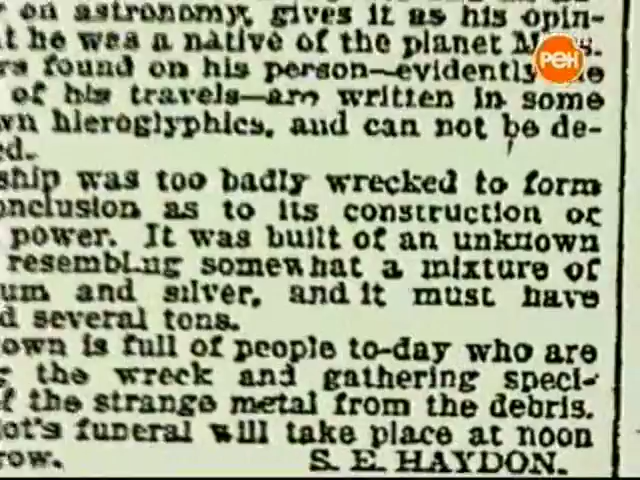 on astronomy, gives it as his opin-
t he was a native of the planet M s.
rs found on his person—evidently e
of his travels—are written in some
wn hieroglyphics, and can not be de-
ed.
ship was too badly wrecked to form
onclusion as to its construction or
power. It was built of an unknown
resembling somewhat a mixture of
um and silver, and it must have
d several tons.
own is full of people to-day who are
the wreck and gathering speci-
f the strange metal from the debris.
lot's funeral will take place at noon
row. S. E. HAYDON.
РЕН